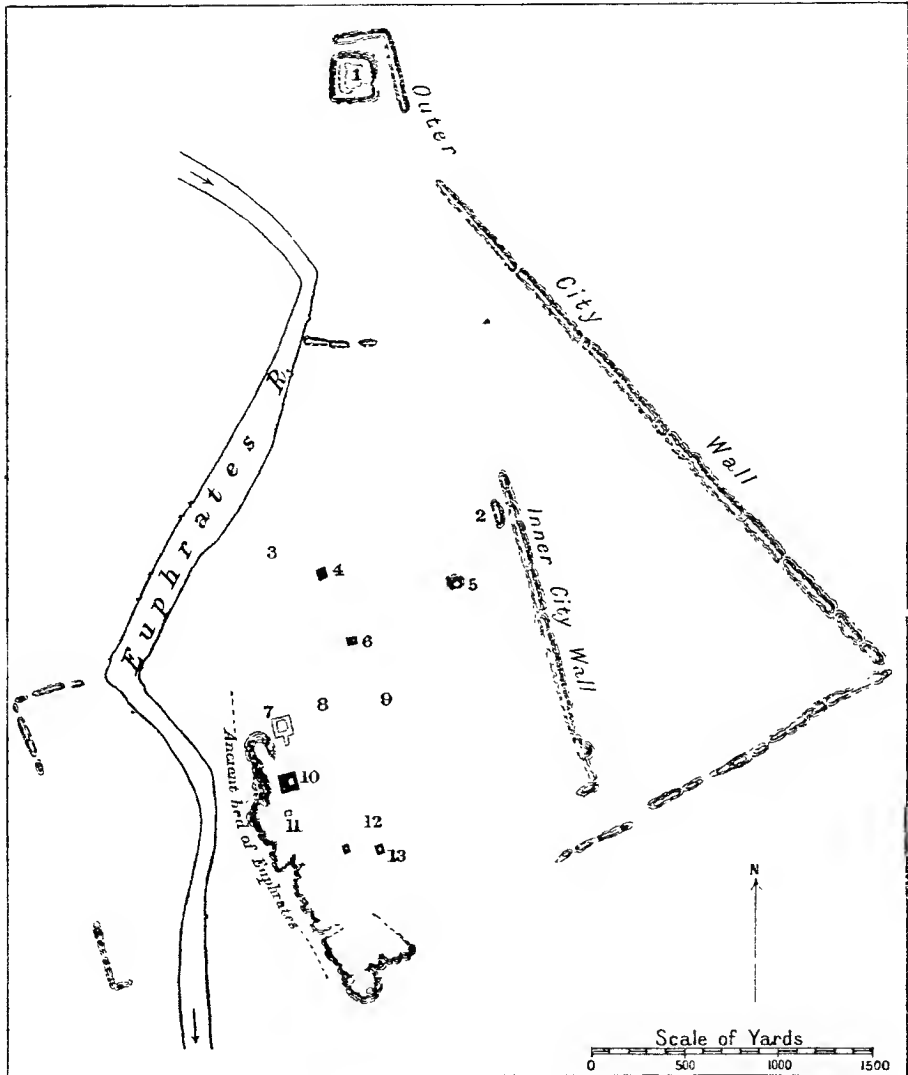 1
Outer
City
Wall
Euphrates R.
2
Inner City Wall
3
4
5
6
7
8
9
10
11
12
13
Ancient bed of Euphrates
N
Scale of Yards
0 500 1000 1500